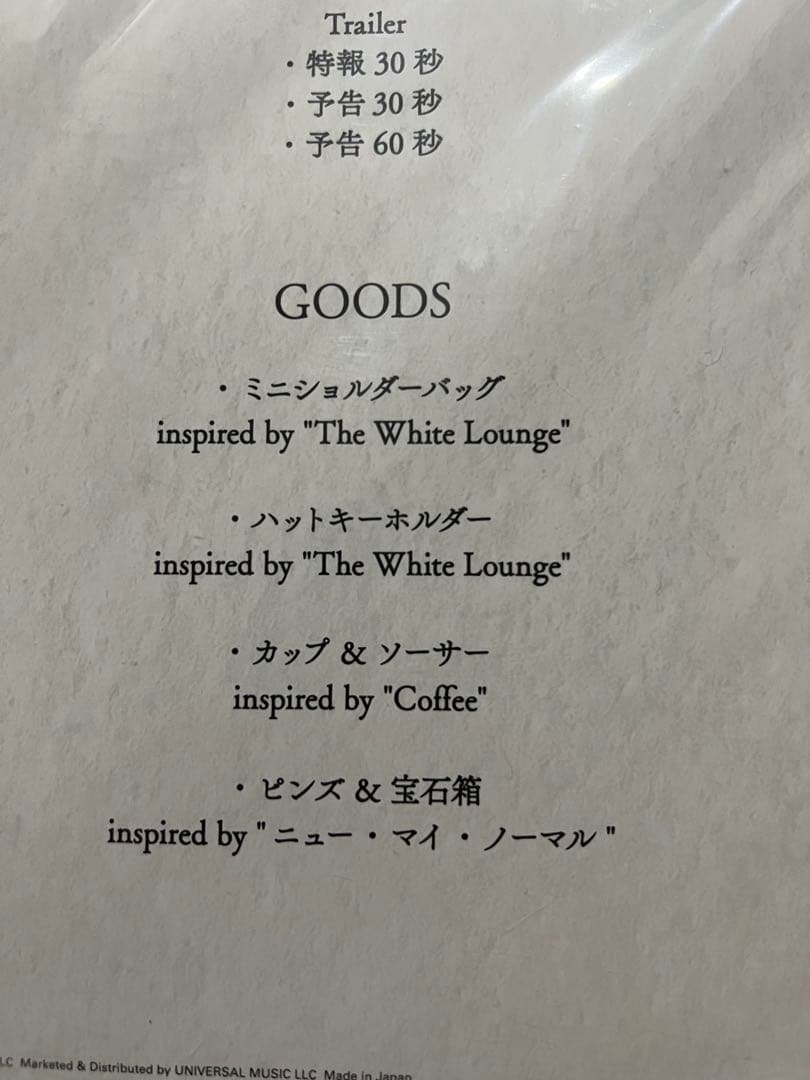 Trailer
・特報 30 秒
・予告 30 秒
・予告 60 秒
GOODS
・ミニショルダーバッグ
inspired by "The White Lounge"
・ハットキーホルダー
inspired by "The White Lounge"
・カップ & ソーサー
inspired by "Coffee"
・ピンズ & 宝石箱
inspired by "ニュー・マイ・ノーマル"
LC Marketed & Distributed by UNIVERSAL MUSIC LLC Made in Japan